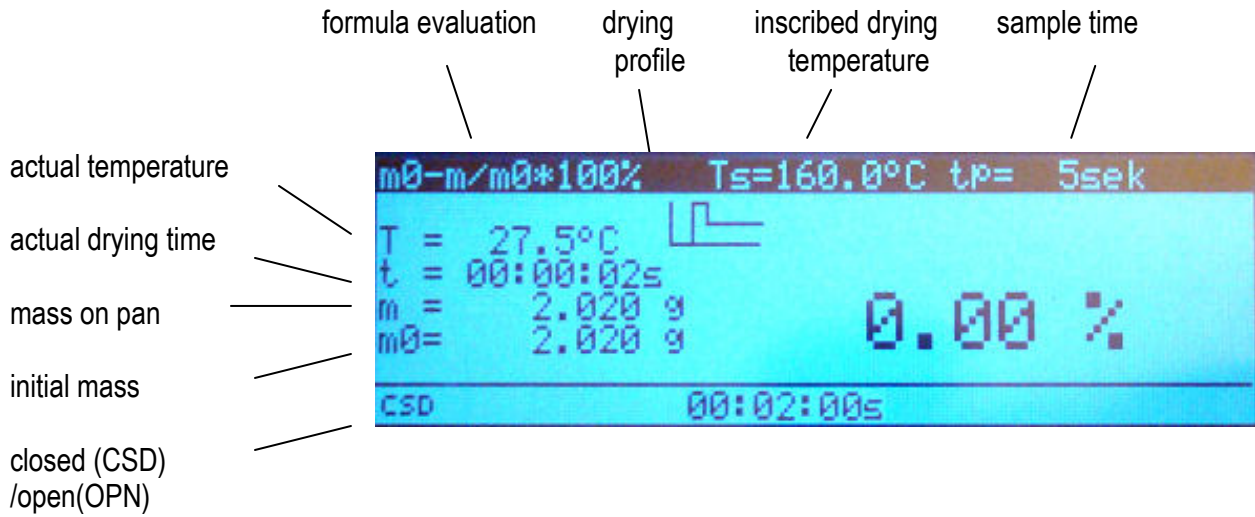 formula evaluation
drying profile
inscribed drying temperature
sample time
actual temperature
actual drying time
mass on pan
initial mass
closed (CSD)
/open(OPN)
m0-m/m0*100% Ts=160.0°C tp= 5sek
T = 27.5°C
t = 00:00:02s
m = 2.020 g
m0= 2.020 g
0.00 %
CSD 00:02:00s